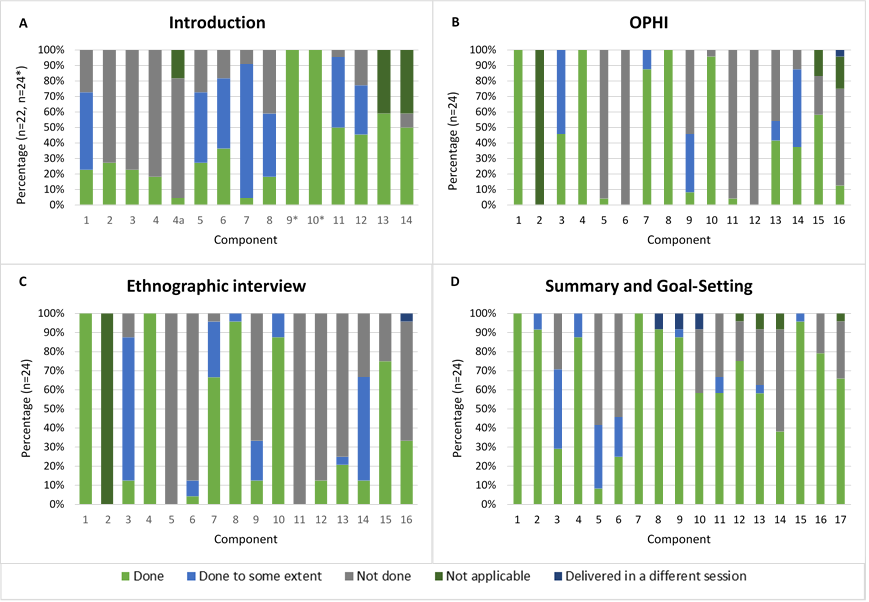 A
Introduction
100%
90%
80%
70%
60%
50%
40%
30%
20%
10%
0%
Percentage (n=22, n=24*)
1 2 3 4 4a 5 6 7 8 9* 10* 11 12 13 14
Component
B
OPHI
100%
90%
80%
70%
60%
50%
40%
30%
20%
10%
0%
Percentage (n=24)
1 2 3 4 5 6 7 8 9 10 11 12 13 14 15 16
Component
C
Ethnographic interview
100%
90%
80%
70%
60%
50%
40%
30%
20%
10%
0%
Percentage (n=24)
1 2 3 4 5 6 7 8 9 10 11 12 13 14 15 16
Component
D
Summary and Goal-Setting
100%
90%
80%
70%
60%
50%
40%
30%
20%
10%
0%
Percentage (n=24)
1 2 3 4 5 6 7 8 9 10 11 12 13 14 15 16 17
Component
Done Done to some extent Not done Not applicable Delivered in a different session